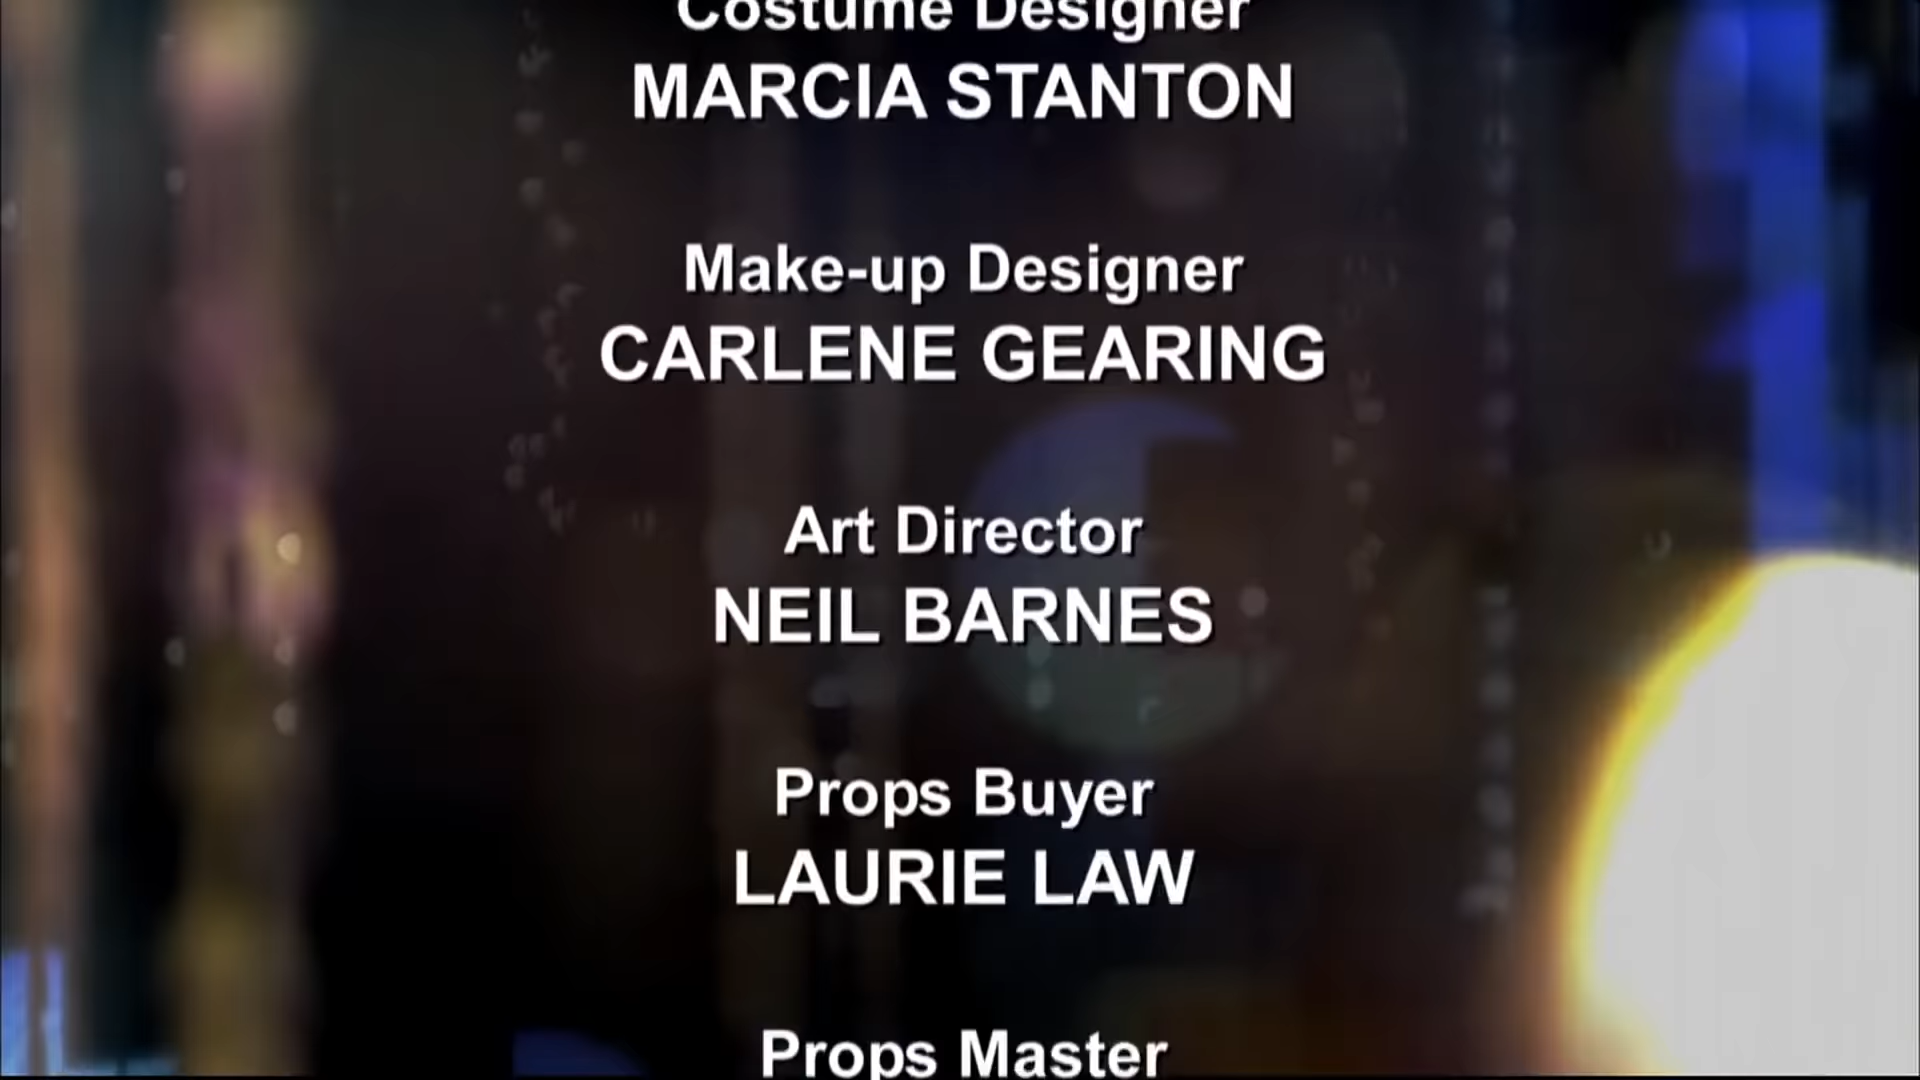 Costume Designer
MARCIA STANTON
Make-up Designer
CARLENE GEARING
Art Director
NEIL BARNES
Props Buyer
LAURIE LAW
Props Master